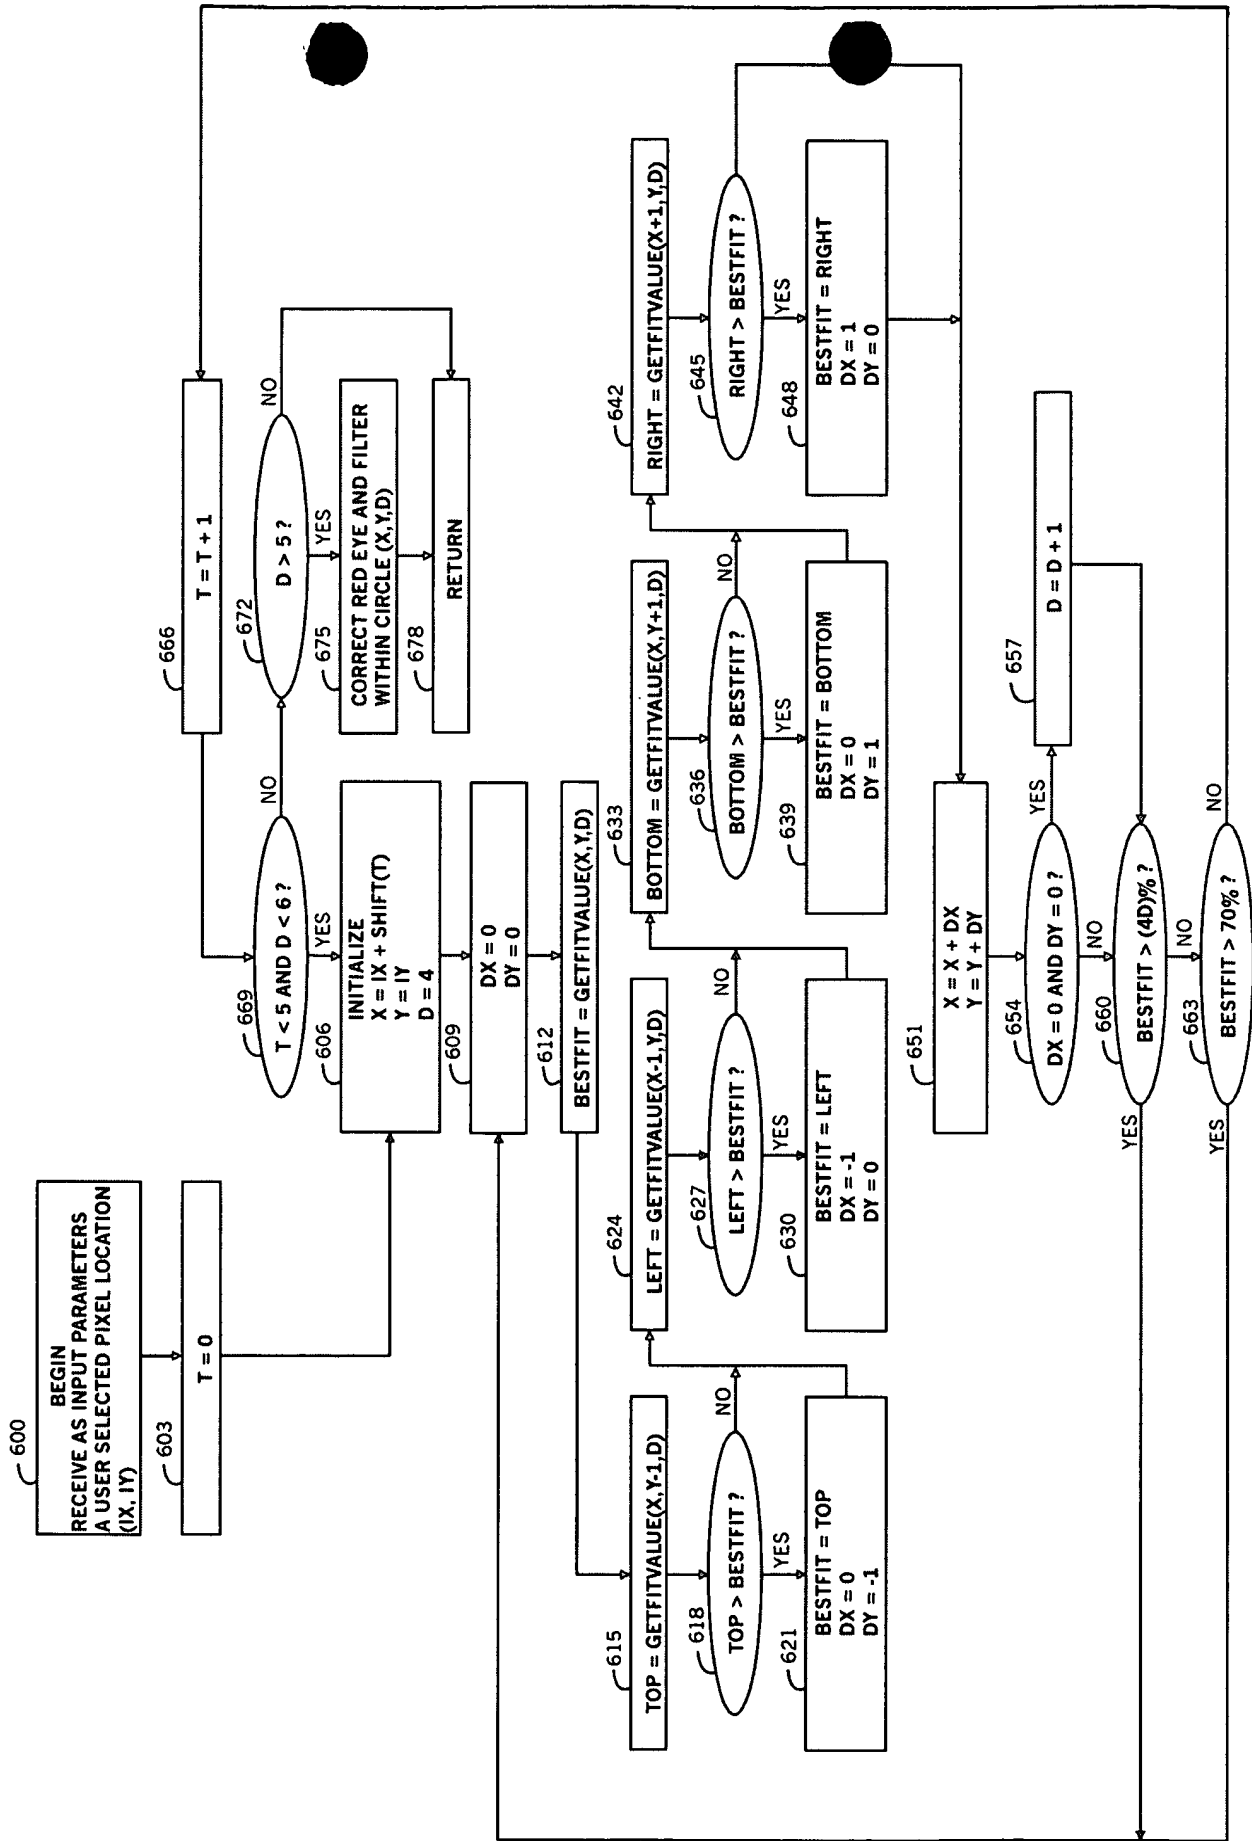 600
BEGIN
RECEIVE AS INPUT PARAMETERS
A USER SELECTED PIXEL LOCATION
(IX, IY)
603
T = 0
666
T = T + 1
669
T < 5 AND D < 6 ?
NO
YES
672
D > 5 ?
NO
YES
675
CORRECT RED EYE AND FILTER
WITHIN CIRCLE (X,Y,D)
678
RETURN
606
INITIALIZE
X = IX + SHIFT(T)
Y = IY
D = 4
609
DX = 0
DY = 0
612
BESTFIT = GETFITVALUE(X,Y,D)
615
TOP = GETFITVALUE(X,Y-1,D)
618
TOP > BESTFIT ?
NO
YES
621
BESTFIT = TOP
DX = 0
DY = -1
624
LEFT = GETFITVALUE(X-1,Y,D)
627
LEFT > BESTFIT ?
NO
YES
630
BESTFIT = LEFT
DX = -1
DY = 0
633
BOTTOM = GETFITVALUE(X,Y+1,D)
636
BOTTOM > BESTFIT ?
NO
YES
639
BESTFIT = BOTTOM
DX = 0
DY = 1
642
RIGHT = GETFITVALUE(X+1,Y,D)
645
RIGHT > BESTFIT ?
YES
648
BESTFIT = RIGHT
DX = 1
DY = 0
651
X = X + DX
Y = Y + DY
654
DX = 0 AND DY = 0 ?
YES
NO
657
D = D + 1
660
BESTFIT > (4D)% ?
YES
NO
663
BESTFIT > 70% ?
YES
NO